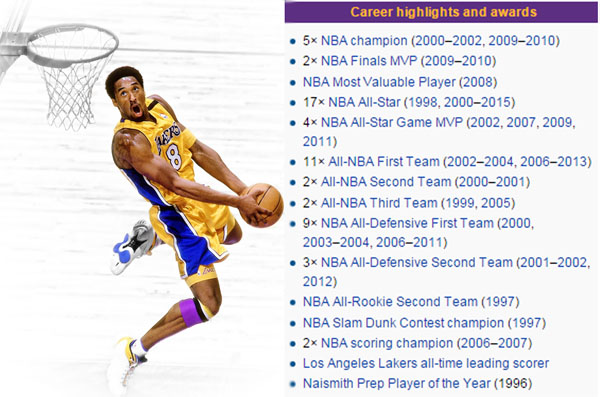 Career highlights and awards
LAKERS
8
5× NBA champion (2000–2002, 2009–2010)
2× NBA Finals MVP (2009–2010)
NBA Most Valuable Player (2008)
17× NBA All-Star (1998, 2000–2015)
4× NBA All-Star Game MVP (2002, 2007, 2009,
2011)
11× All-NBA First Team (2002–2004, 2006–2013)
2× All-NBA Second Team (2000–2001)
2× All-NBA Third Team (1999, 2005)
9× NBA All-Defensive First Team (2000,
2003–2004, 2006–2011)
3× NBA All-Defensive Second Team (2001–2002,
2012)
NBA All-Rookie Second Team (1997)
NBA Slam Dunk Contest champion (1997)
2× NBA scoring champion (2006–2007)
Los Angeles Lakers all-time leading scorer
Naismith Prep Player of the Year (1996)